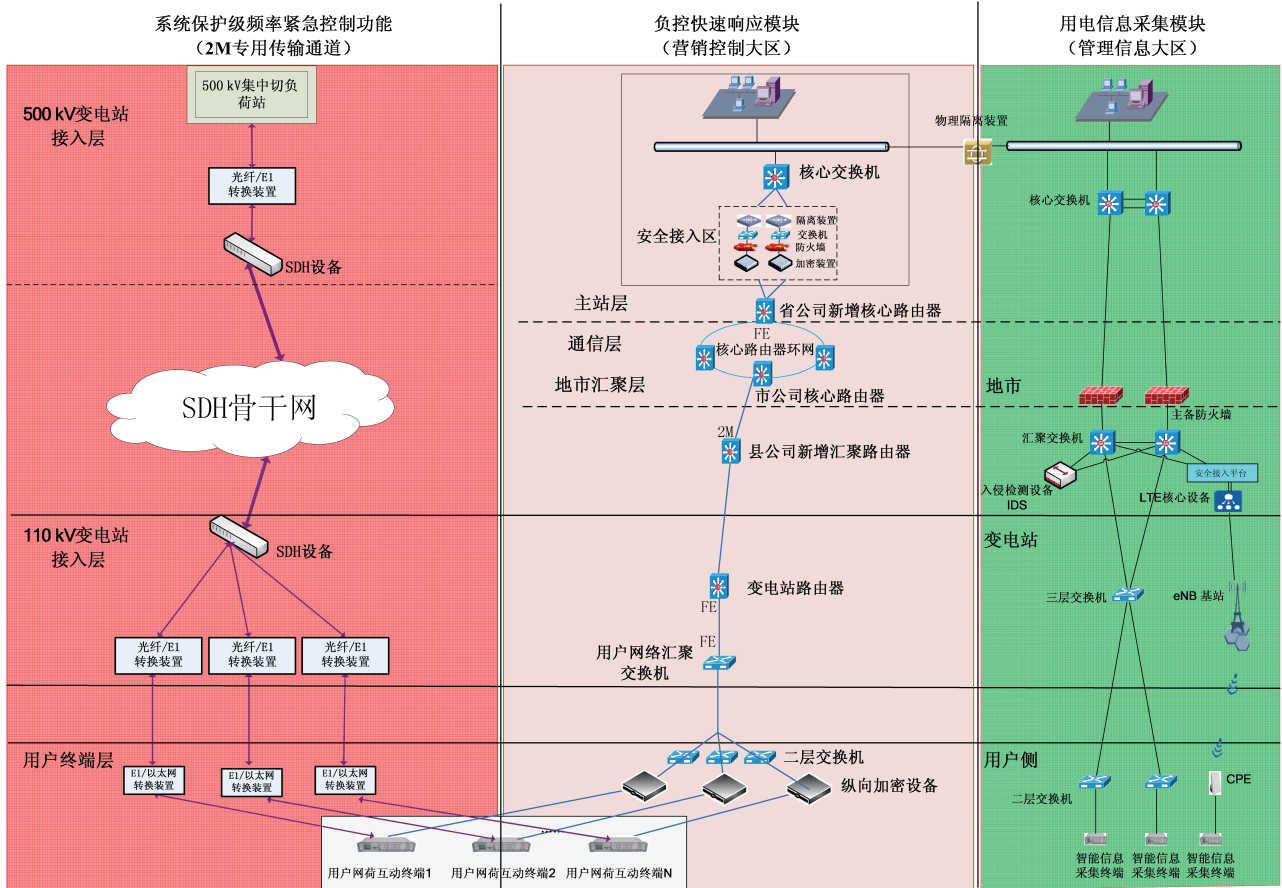 系统保护级频率紧急控制功能
（2M专用传输通道）
500 kV变电站
接入层
500 kV集中切负
荷站
光纤/E1
转换装置
SDH设备
SDH骨干网
110 kV变电站
接入层
SDH设备
光纤/E1
转换装置
光纤/E1
转换装置
光纤/E1
转换装置
用户终端层
E1/以太网
转换装置
E1/以太网
转换装置
E1/以太网
转换装置
负控快速响应模块
（营销控制大区）
核心交换机
安全接入区
隔离装置
交换机
防火墙
加密装置
主站层
省公司新增核心路由器
通信层
FE
核心路由器环网
地市汇聚层
市公司核心路由器
2M
县公司新增汇聚路由器
变电站路由器
FE
FE
用户网络汇聚
交换机
二层交换机
纵向加密设备
......
用户网荷互动终端1
用户网荷互动终端2
用户网荷互动终端N
用电信息采集模块
（管理信息大区）
物理隔离装置
核心交换机
地市
主备防火墙
汇聚交换机
安全接入平台
入侵检测设备
IDS
LTE核心设备
变电站
三层交换机
eNB 基站
用户侧
CPE
二层交换机
智能信息
采集终端
智能信息
采集终端
智能信息
采集终端